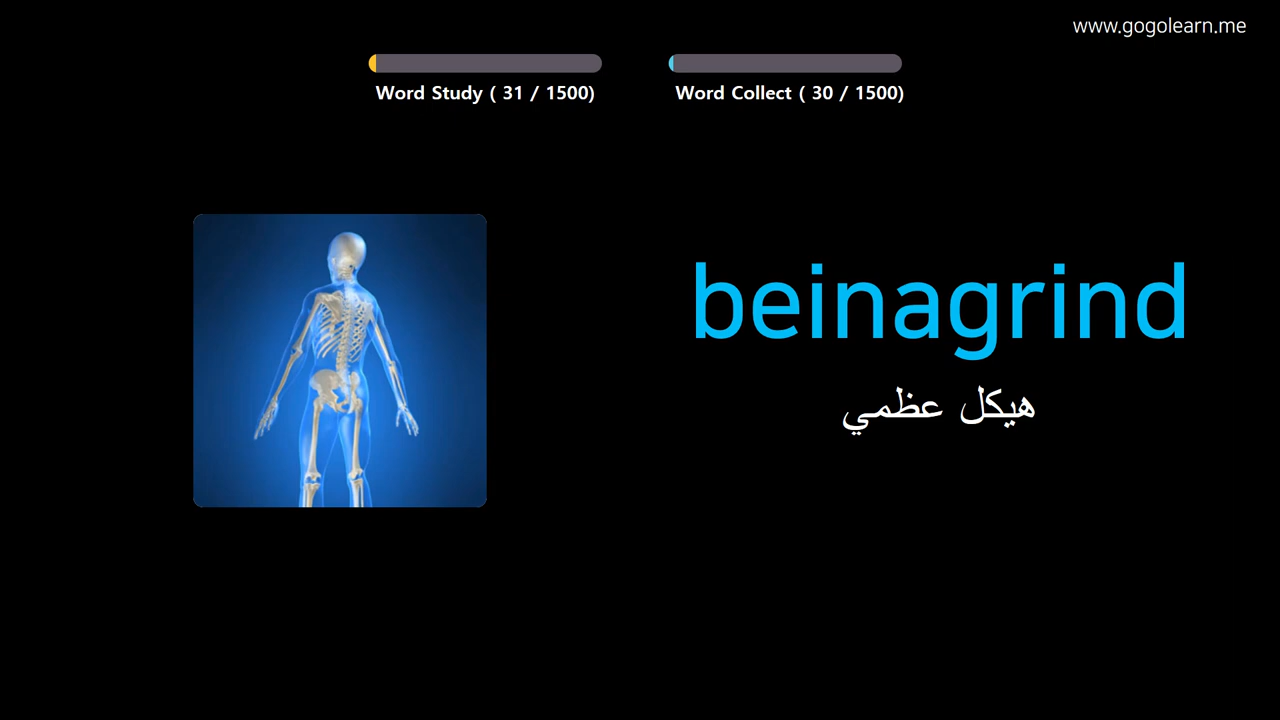 www.gogolearn.me
Word Study ( 31 / 1500)
Word Collect ( 30 / 1500)
beinagrind
هيكل عظمي